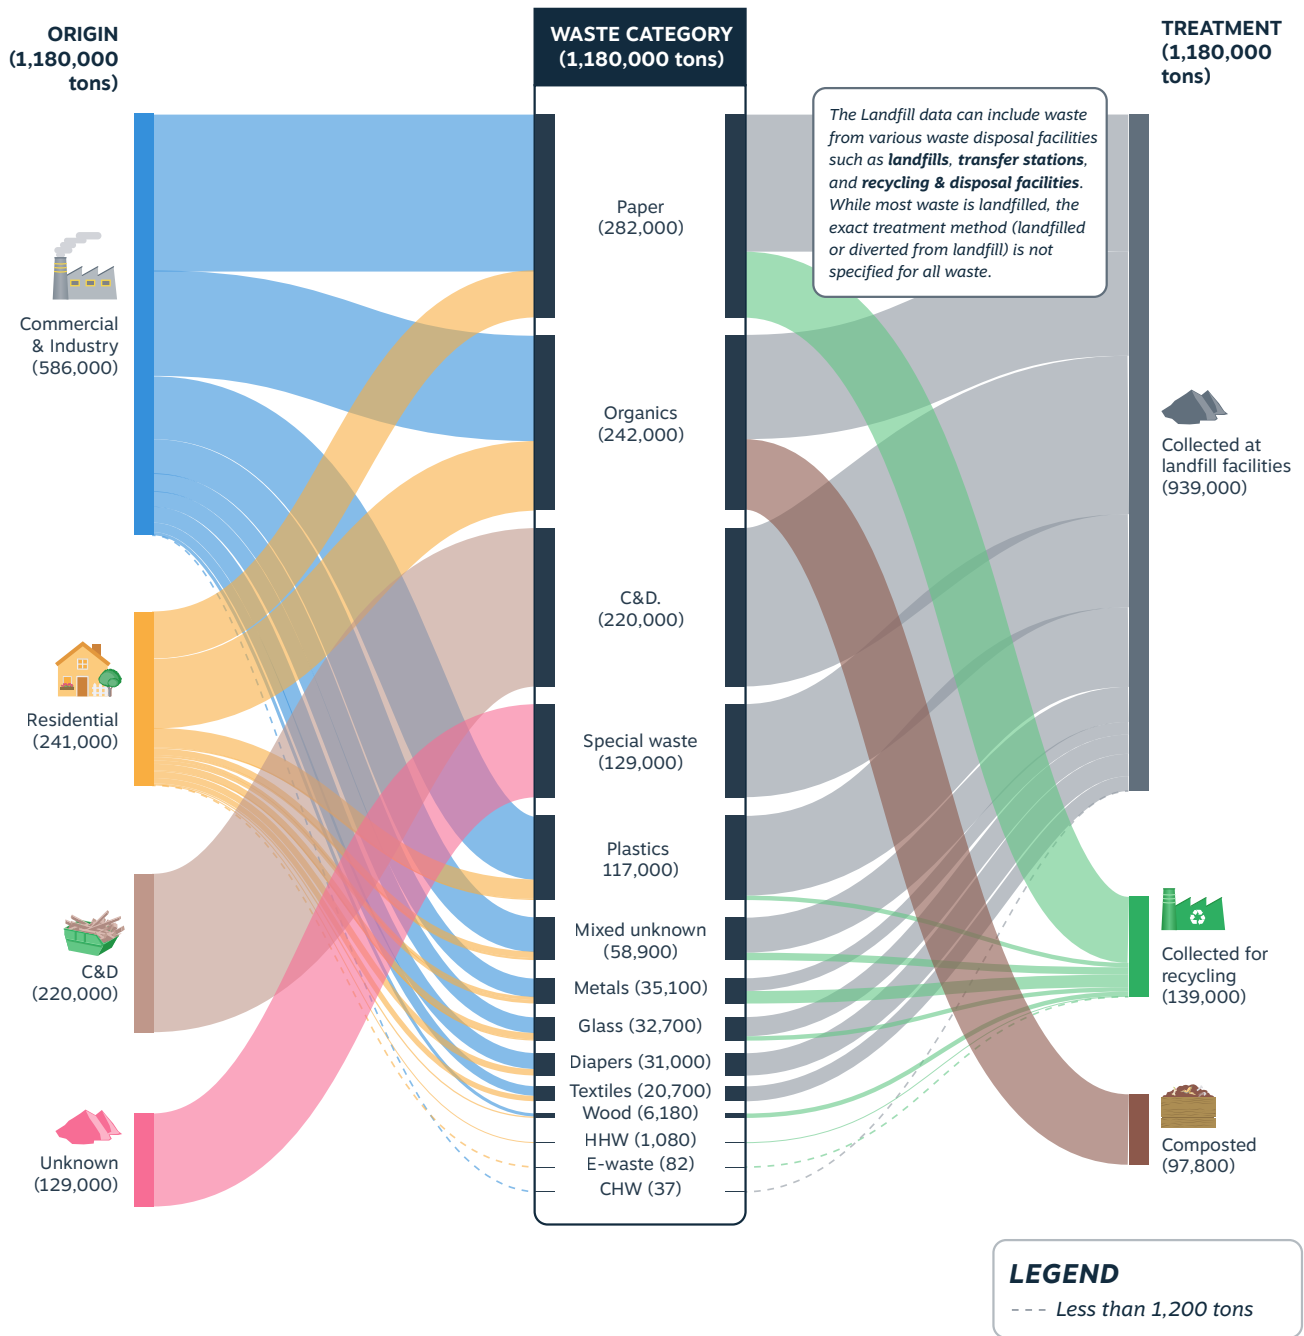 ORIGIN
(1,180,000
tons)
WASTE CATEGORY
(1,180,000 tons)
TREATMENT
(1,180,000
tons)
The Landfill data can include waste
from various waste disposal facilities
such as landfills, transfer stations,
and recycling & disposal facilities.
While most waste is landfilled, the
exact treatment method (landfilled
or diverted from landfill) is not
specified for all waste.
Commercial
& Industry
(586,000)
Residential
(241,000)
C&D
(220,000)
Unknown
(129,000)
Paper
(282,000)
Organics
(242,000)
C&D.
(220,000)
Special waste
(129,000)
Plastics
117,000)
Mixed unknown
(58,900)
Metals (35,100)
Glass (32,700)
Diapers (31,000)
Textiles (20,700)
Wood (6,180)
HHW (1,080)
E-waste (82)
CHW (37)
Collected at
landfill facilities
(939,000)
Collected for
recycling
(139,000)
Composted
(97,800)
LEGEND
Less than 1,200 tons